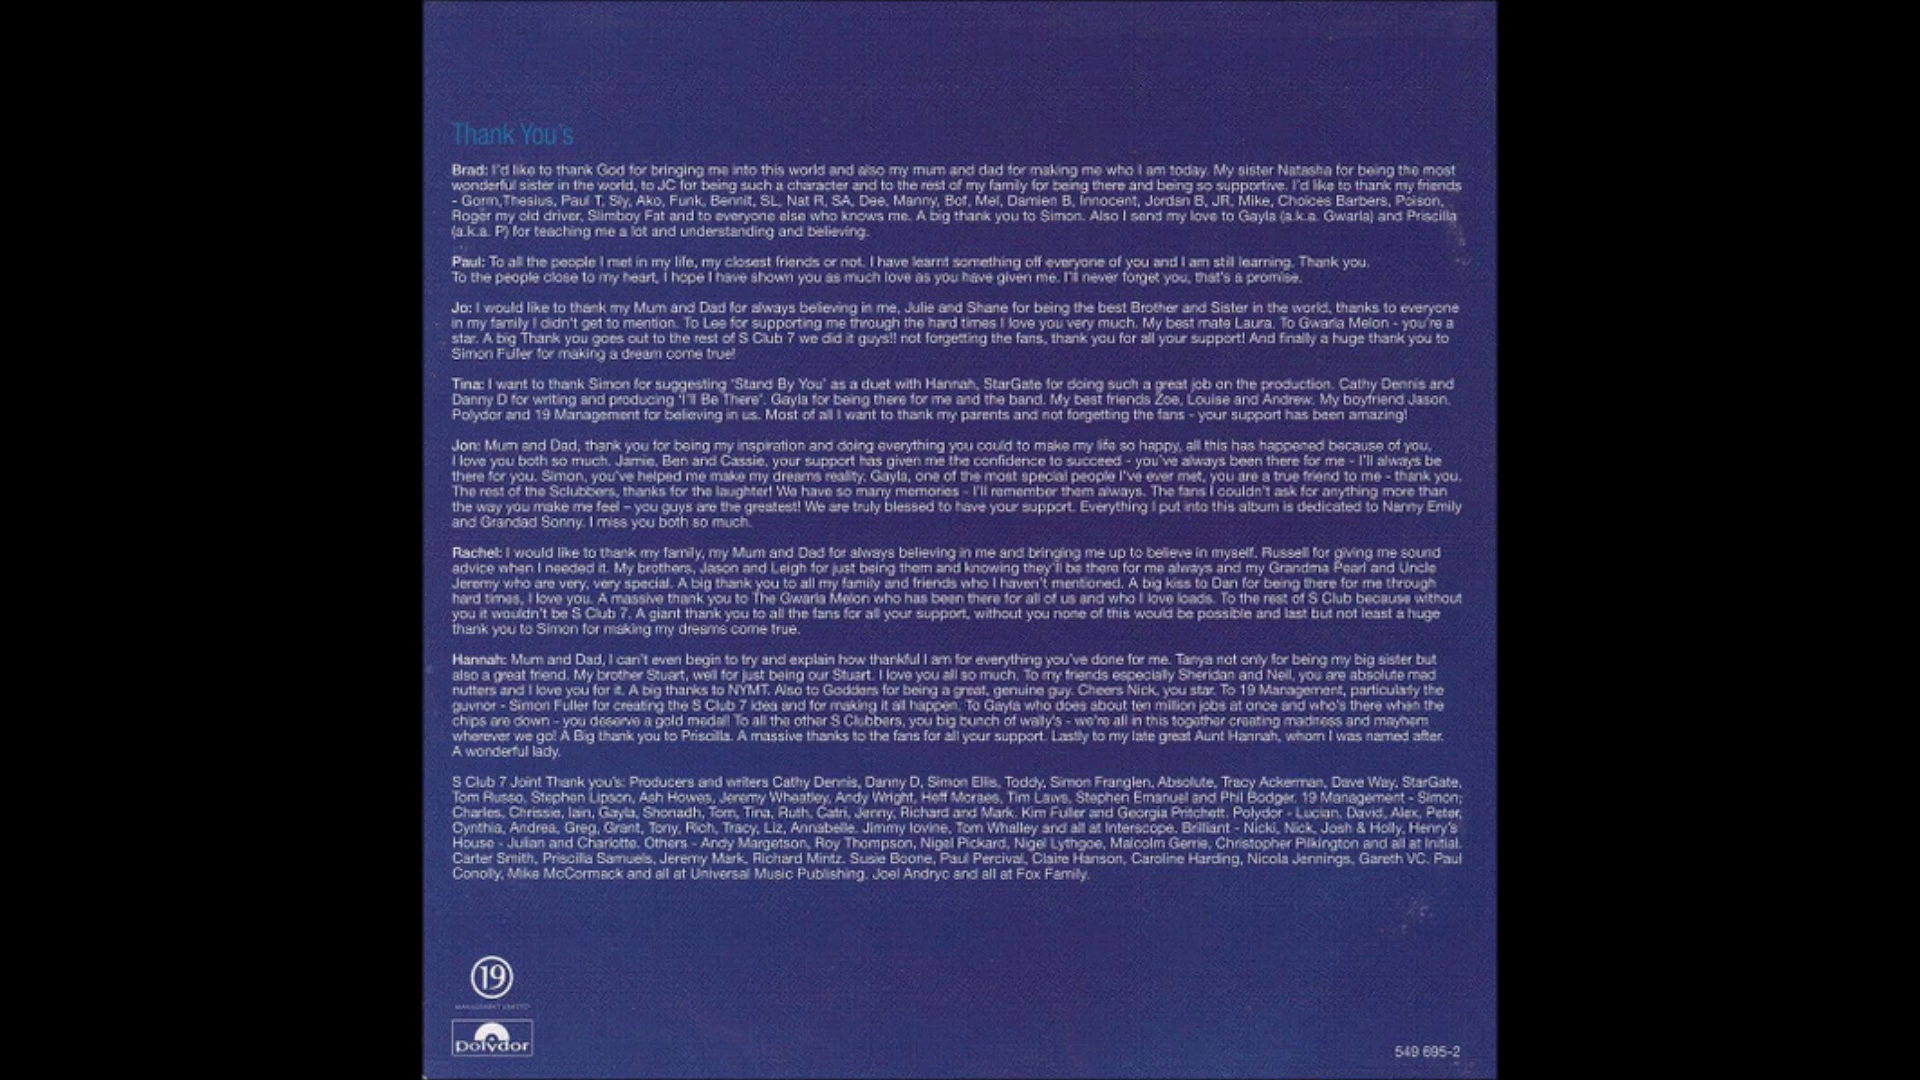 Thank You's
Brad: I'd like to thank God for bringing me into this world and also my mum and dad for making me who I am today. My sister Natasha for being the most
wonderful sister in the world, to JC for being such a character and to the rest of my family for being there and being so supportive. I'd like to thank my friends
- Gorm,Thesius, Paul T, Sly, Ako, Funk, Bennit, SL, Nat R, SA, Dee, Manny, Bof, Mel, Damien B, Innocent, Jordan B, JR, Mike, Choices Barbers, Poison,
Roger my old driver, Slimboy Fat and to everyone else who knows me. A big thank you to Simon. Also I send my love to Gayla (a.k.a. Gwarla) and Priscilla
(a.k.a. P) for teaching me a lot and understanding and believing.
Paul: To all the people I met in my life, my closest friends or not. I have learnt something off everyone of you and I am still learning. Thank you.
To the people close to my heart, I hope I have shown you as much love as you have given me. I'll never forget you, that's a promise.
Jo: I would like to thank my Mum and Dad for always believing in me, Julie and Shane for being the best Brother and Sister in the world, thanks to everyone
in my family I didn't get to mention. To Lee for supporting me through the hard times I love you very much. My best mate Laura. To Gwarla Melon - you're a
star. A big Thank you goes out to the rest of S Club 7 we did it guys!! not forgetting the fans, thank you for all your support! And finally a huge thank you to
Simon Fuller for making a dream come true!
Tina: I want to thank Simon for suggesting 'Stand By You' as a duet with Hannah, StarGate for doing such a great job on the production. Cathy Dennis and
Danny D for writing and producing 'I'll Be There'. Gayla for being there for me and the band. My best friends Zoe, Louise and Andrew. My boyfriend Jason.
Polydor and 19 Management for believing in us. Most of all I want to thank my parents and not forgetting the fans - your support has been amazing!
Jon: Mum and Dad, thank you for being my inspiration and doing everything you could to make my life so happy, all this has happened because of you,
I love you both so much. Jamie, Ben and Cassie, your support has given me the confidence to succeed - you've always been there for me - I'll always be
there for you. Simon, you've helped me make my dreams reality. Gayla, one of the most special people I've ever met, you are a true friend to me - thank you.
The rest of the Sclubbers, thanks for the laughter! We have so many memories - I'll remember them always. The fans I couldn't ask for anything more than
the way you make me feel – you guys are the greatest! We are truly blessed to have your support. Everything I put into this album is dedicated to Nanny Emily
and Grandad Sonny. I miss you both so much.
Rachel: I would like to thank my family, my Mum and Dad for always believing in me and bringing me up to believe in myself. Russell for giving me sound
advice when I needed it. My brothers, Jason and Leigh for just being them and knowing they'll be there for me always and my Grandma Pearl and Uncle
Jeremy who are very, very special. A big thank you to all my family and friends who I haven't mentioned. A big kiss to Dan for being there for me through
hard times, I love you. A massive thank you to The Gwarla Melon who has been there for all of us and who I love loads. To the rest of S Club because without
you it wouldn't be S Club 7. A giant thank you to all the fans for all your support, without you none of this would be possible and last but not least a huge
thank you to Simon for making my dreams come true.
Hannah: Mum and Dad, I can't even begin to try and explain how thankful I am for everything you've done for me. Tanya not only for being my big sister but
also a great friend. My brother Stuart, well for just being our Stuart. I love you all so much. To my friends especially Sheridan and Neil, you are absolute mad
nutters and I love you for it. A big thanks to NYMT. Also to Godders for being a great, genuine guy. Cheers Nick, you star. To 19 Management, particularly the
guvnor - Simon Fuller for creating the S Club 7 idea and for making it all happen. To Gayla who does about ten million jobs at once and who's there when the
chips are down - you deserve a gold medal! To all the other S Clubbers, you big bunch of wally's - we're all in this together creating madness and mayhem
wherever we go! A Big thank you to Priscilla. A massive thanks to the fans for all your support. Lastly to my late great Aunt Hannah, whom I was named after.
A wonderful lady.
S Club 7 Joint Thank you's: Producers and writers Cathy Dennis, Danny D, Simon Ellis, Toddy, Simon Franglen, Absolute, Tracy Ackerman, Dave Way, StarGate,
Tom Russo, Stephen Lipson, Ash Howes, Jeremy Wheatley, Andy Wright, Heff Moraes, Tim Laws, Stephen Emanuel and Phil Bodger. 19 Management - Simon,
Charles, Chrissie, Iain, Gayla, Shonadh, Tom, Tina, Ruth, Catri, Jenny, Richard and Mark. Kim Fuller and Georgia Pritchett. Polydor - Lucian, David, Alex, Peter,
Cynthia, Andrea, Greg, Grant, Tony, Rich, Tracy, Liz, Annabelle. Jimmy Iovine, Tom Whalley and all at Interscope. Brilliant - Nicki, Nick, Josh & Holly, Henry's
House - Julian and Charlotte. Others - Andy Margetson, Roy Thompson, Nigel Pickard, Nigel Lythgoe, Malcolm Gerrie, Christopher Pilkington and all at Initial.
Carter Smith, Priscilla Samuels, Jeremy Mark, Richard Mintz. Susie Boone, Paul Percival, Claire Hanson, Caroline Harding, Nicola Jennings, Gareth VC. Paul
Conolly, Mike McCormack and all at Universal Music Publishing. Joel Andryc and all at Fox Family.
19
MANAGEMENT LIMITED
polydor
549 695-2